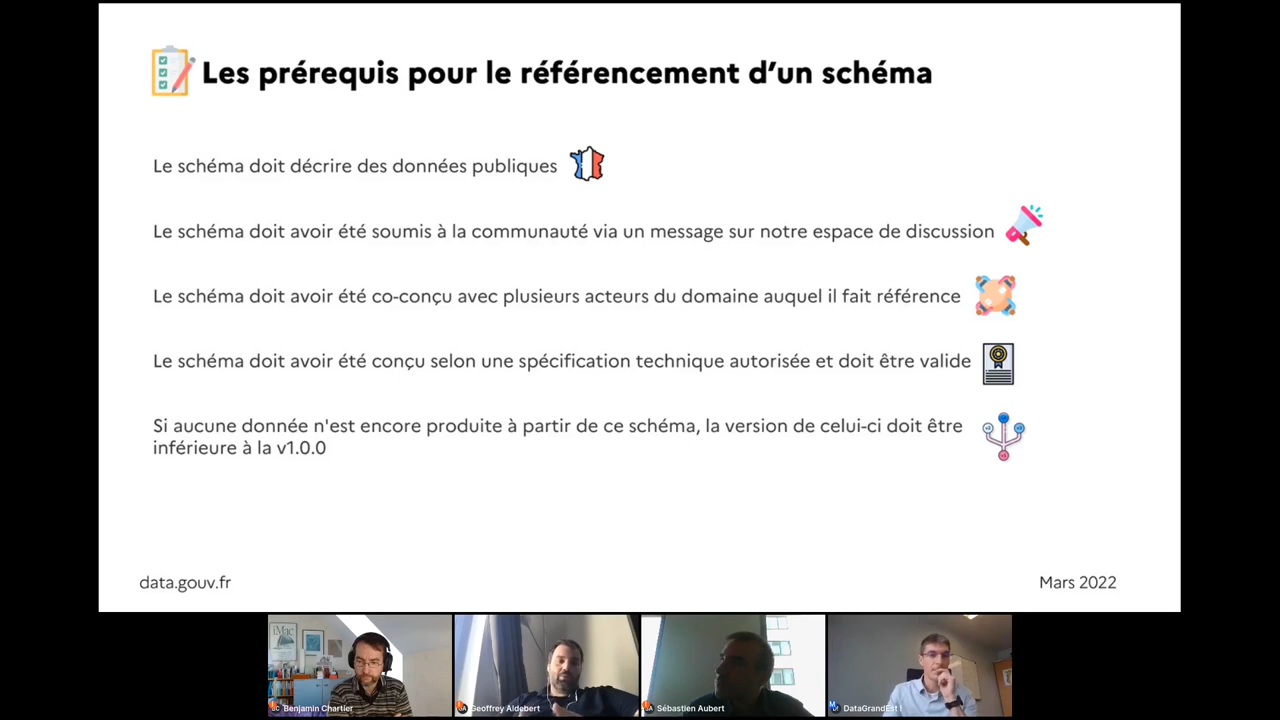 Les prérequis pour le référencement d’un schéma
Le schéma doit décrire des données publiques
Le schéma doit avoir été soumis à la communauté via un message sur notre espace de discussion
Le schéma doit avoir été co-conçu avec plusieurs acteurs du domaine auquel il fait référence
Le schéma doit avoir été conçu selon une spécification technique autorisée et doit être valide
Si aucune donnée n'est encore produite à partir de ce schéma, la version de celui-ci doit être
inférieure à la v1.0.0
data.gouv.fr
Mars 2022
iMac
Benjamin Chartier
Geoffrey Aldebert
Sébastien Aubert
DataGrandEst